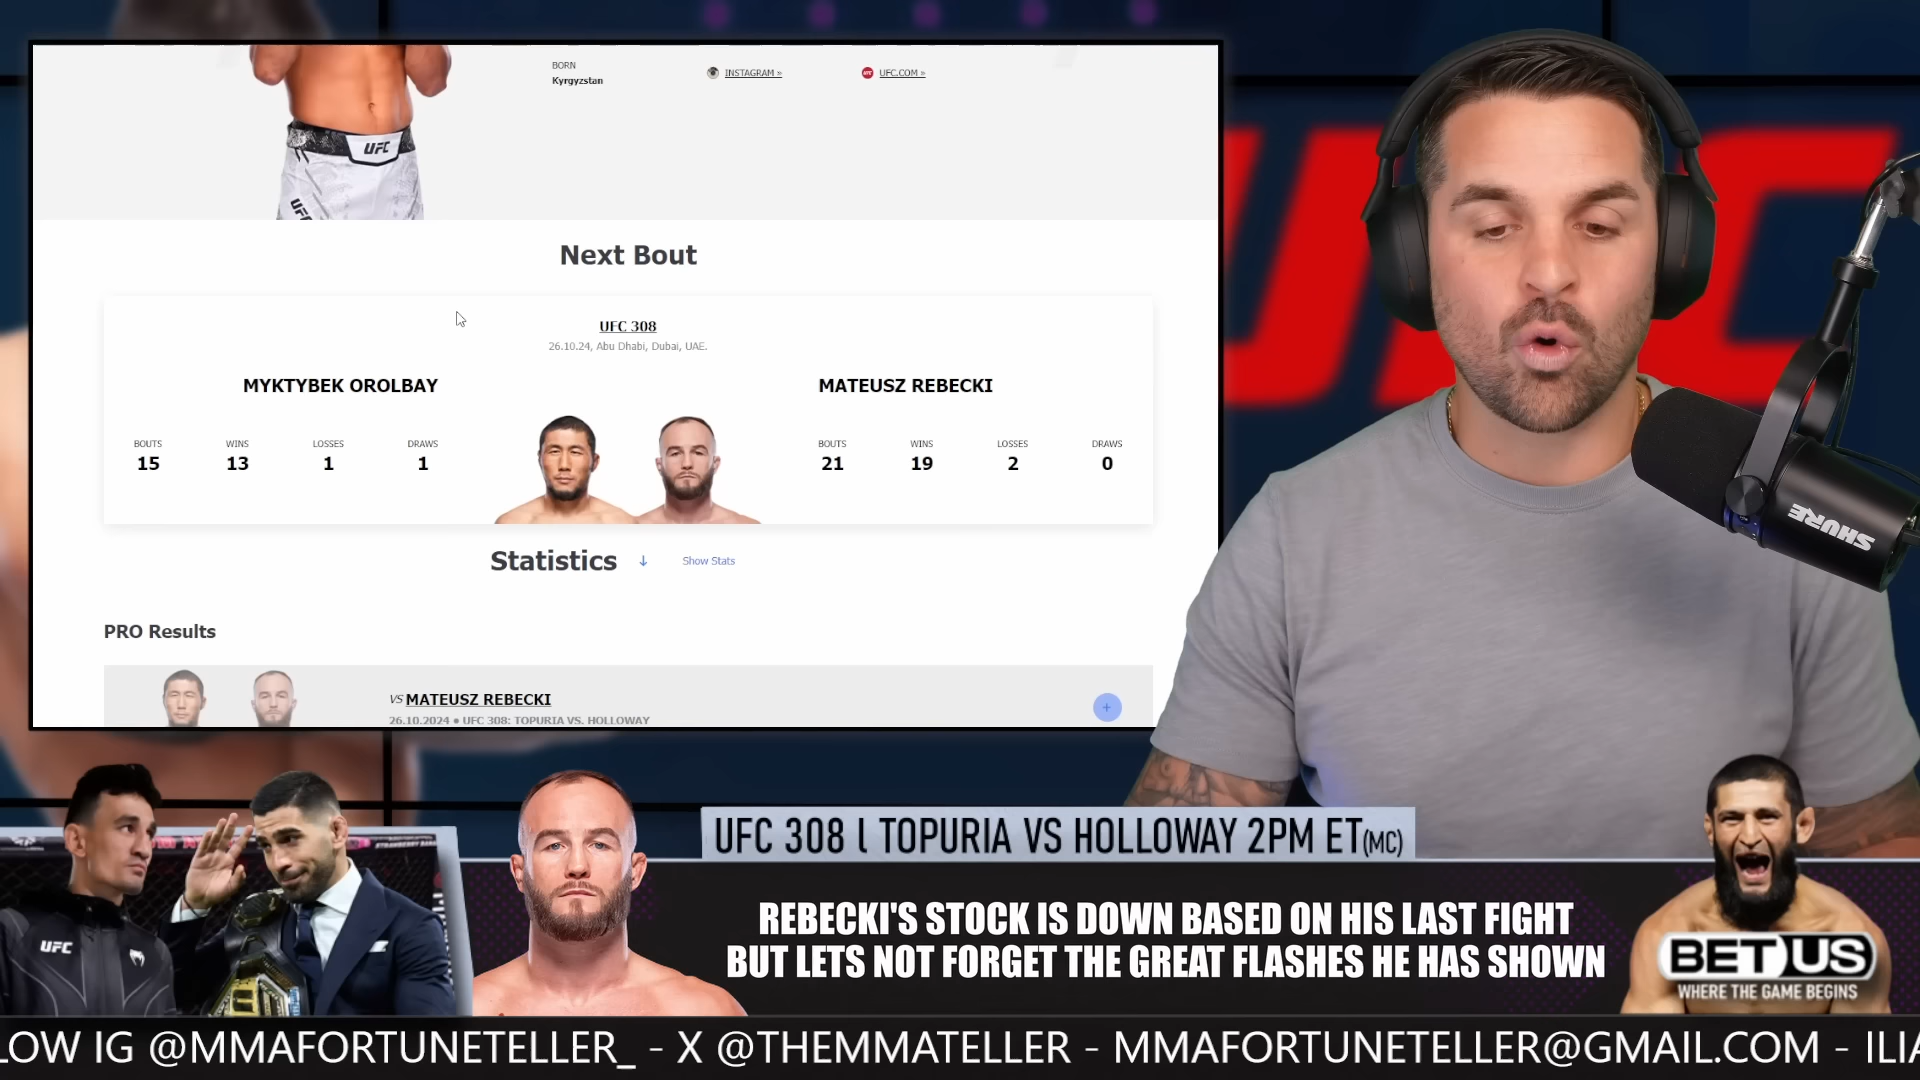 BORN
Kyrgyzstan
INSTAGRAM »
UFC.COM »
UFC
Next Bout
UFC 308
26.10.24, Abu Dhabi, Dubai, UAE.
MYKTYBEK OROLBAY
MATEUSZ REBECKI
BOUTS WINS LOSSES DRAWS
15 13 1 1
BOUTS WINS LOSSES DRAWS
21 19 2 0
Statistics ↓ Show Stats
PRO Results
VS MATEUSZ REBECKI
26.10.2024 ● UFC 308: TOPURIA VS. HOLLOWAY
+
UFC
SHURE
UFC
UFC 308 l TOPURIA VS HOLLOWAY 2PM ET(MC)
REBECKI'S STOCK IS DOWN BASED ON HIS LAST FIGHT
BUT LETS NOT FORGET THE GREAT FLASHES HE HAS SHOWN
BETUS
WHERE THE GAME BEGINS
LOW IG @MMAFORTUNETELLER_ - X @THEMMATELLER - MMAFORTUNETELLER@GMAIL.COM - ILIA